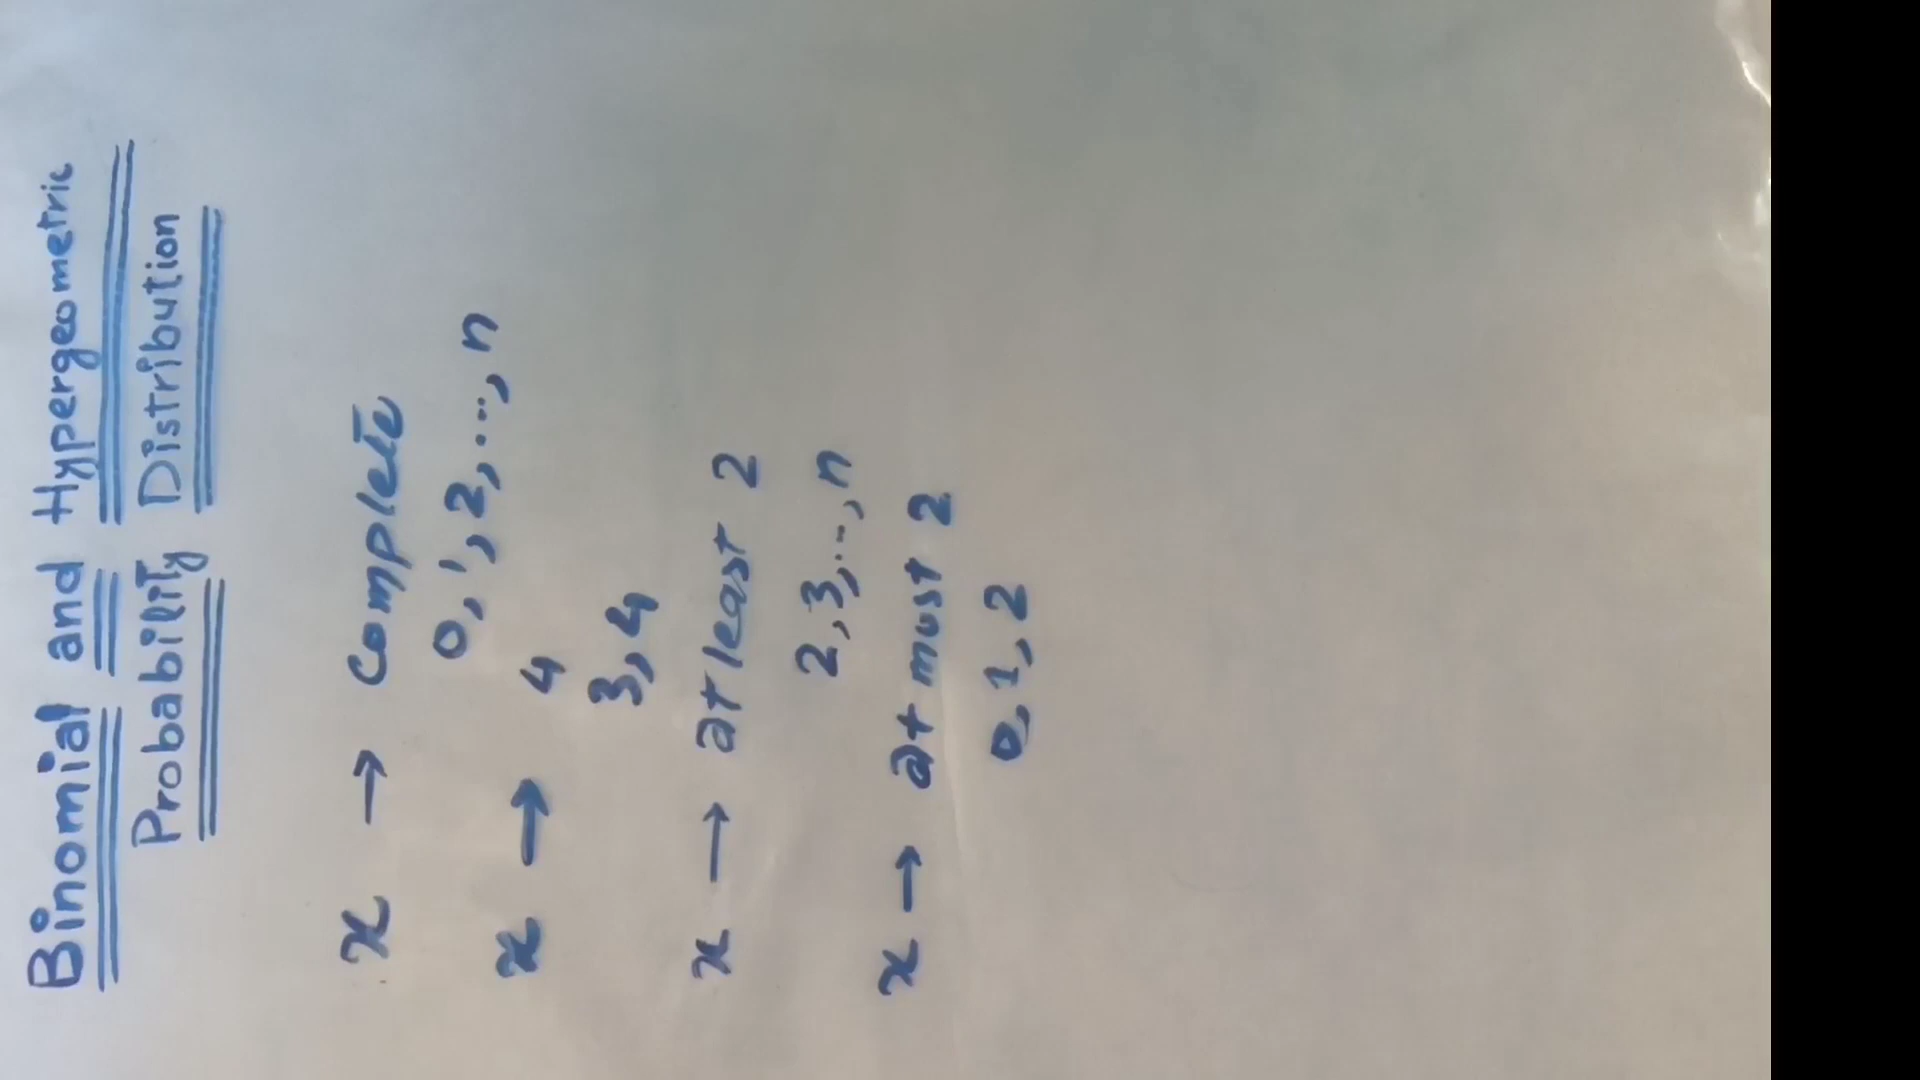 Binomial and Hypergeometric
Probability Distribution
x → Complete
0, 1, 2, ..., n
x → 4
3, 4
x → at least 2
2, 3, ..., n
x → at most 2
0, 1, 2